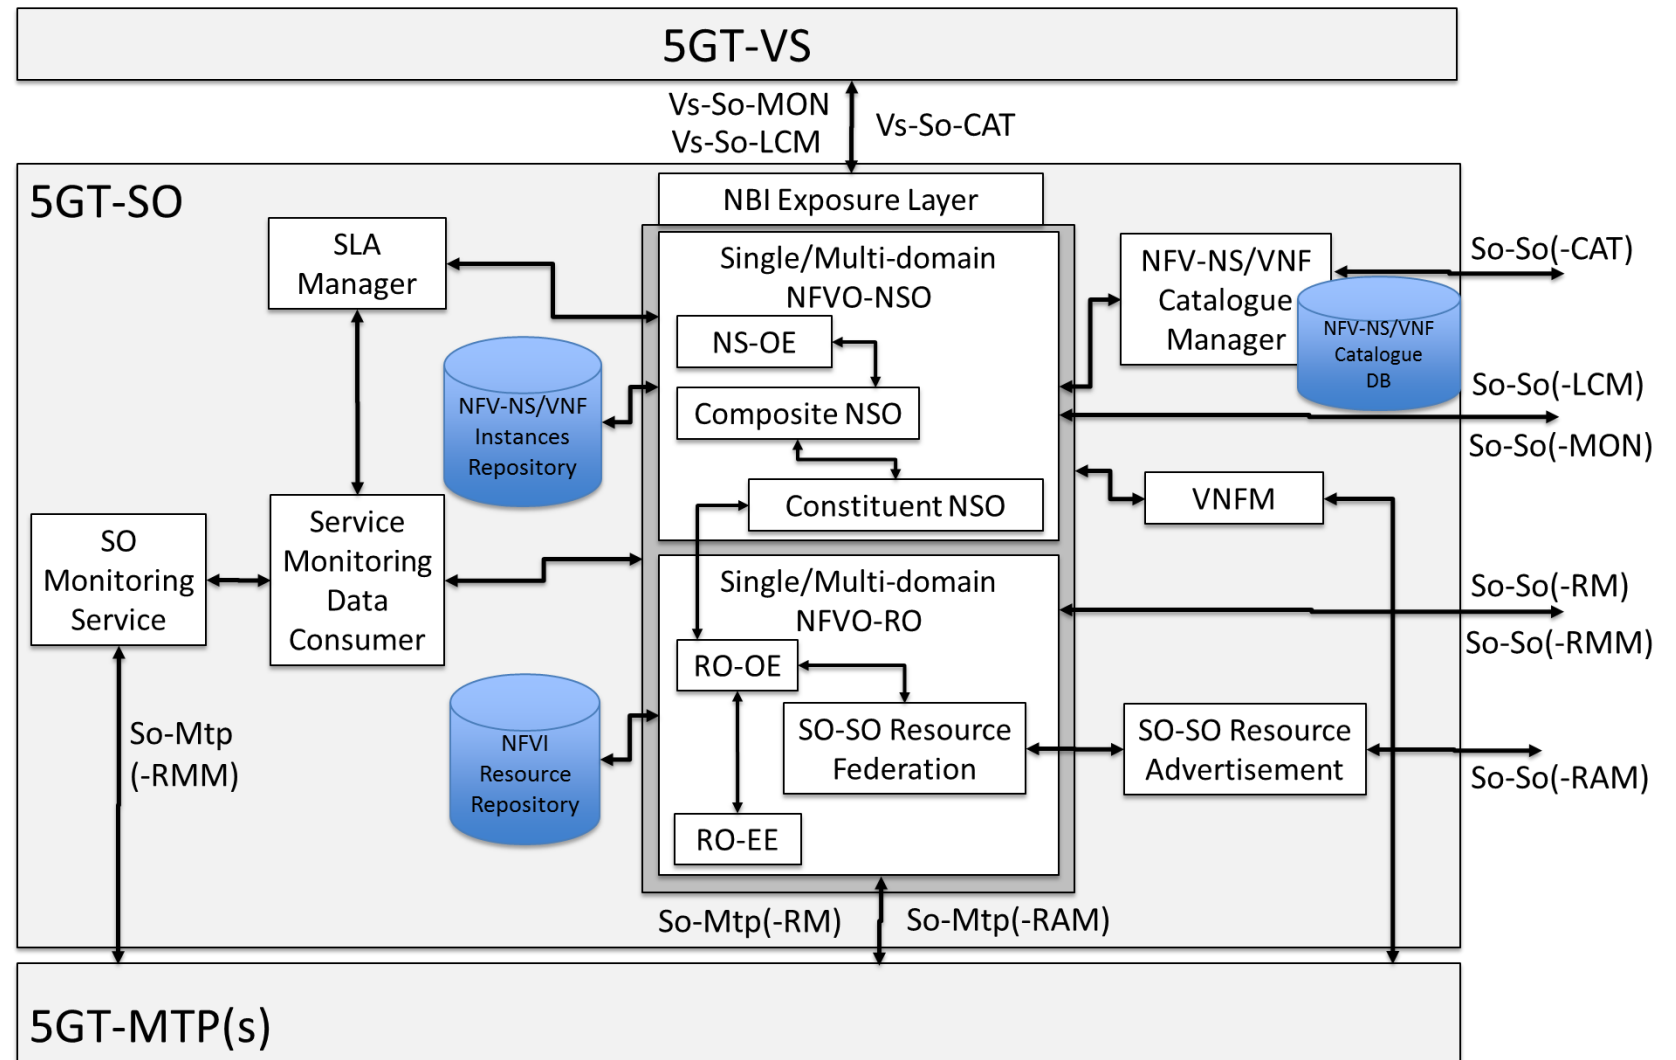 5GT-VS
Vs-So-MON
Vs-So-LCM
Vs-So-CAT
5GT-SO
NBI Exposure Layer
SLA
Manager
Single/Multi-domain
NFVO-NSO
NS-OE
Composite NSO
Constituent NSO
NFV-NS/VNF
Catalogue
Manager
NFV-NS/VNF
Catalogue
DB
So-So(-CAT)
So-So(-LCM)
So-So(-MON)
NFV-NS/VNF
Instances
Repository
VNFM
SO
Monitoring
Service
Service
Monitoring
Data
Consumer
Single/Multi-domain
NFVO-RO
RO-OE
SO-SO Resource
Federation
RO-EE
SO-SO Resource
Advertisement
So-So(-RM)
So-So(-RMM)
So-So(-RAM)
So-Mtp
(-RMM)
NFVI
Resource
Repository
So-Mtp(-RM)
So-Mtp(-RAM)
5GT-MTP(s)